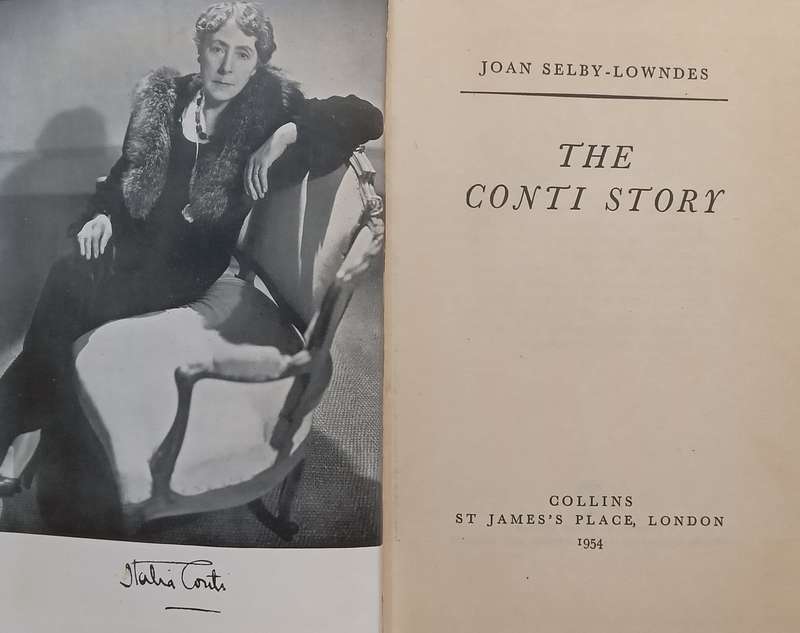 Italia Conti
JOAN SELBY-LOWNDES
THE
CONTI STORY
COLLINS
ST JAMES'S PLACE, LONDON
1954